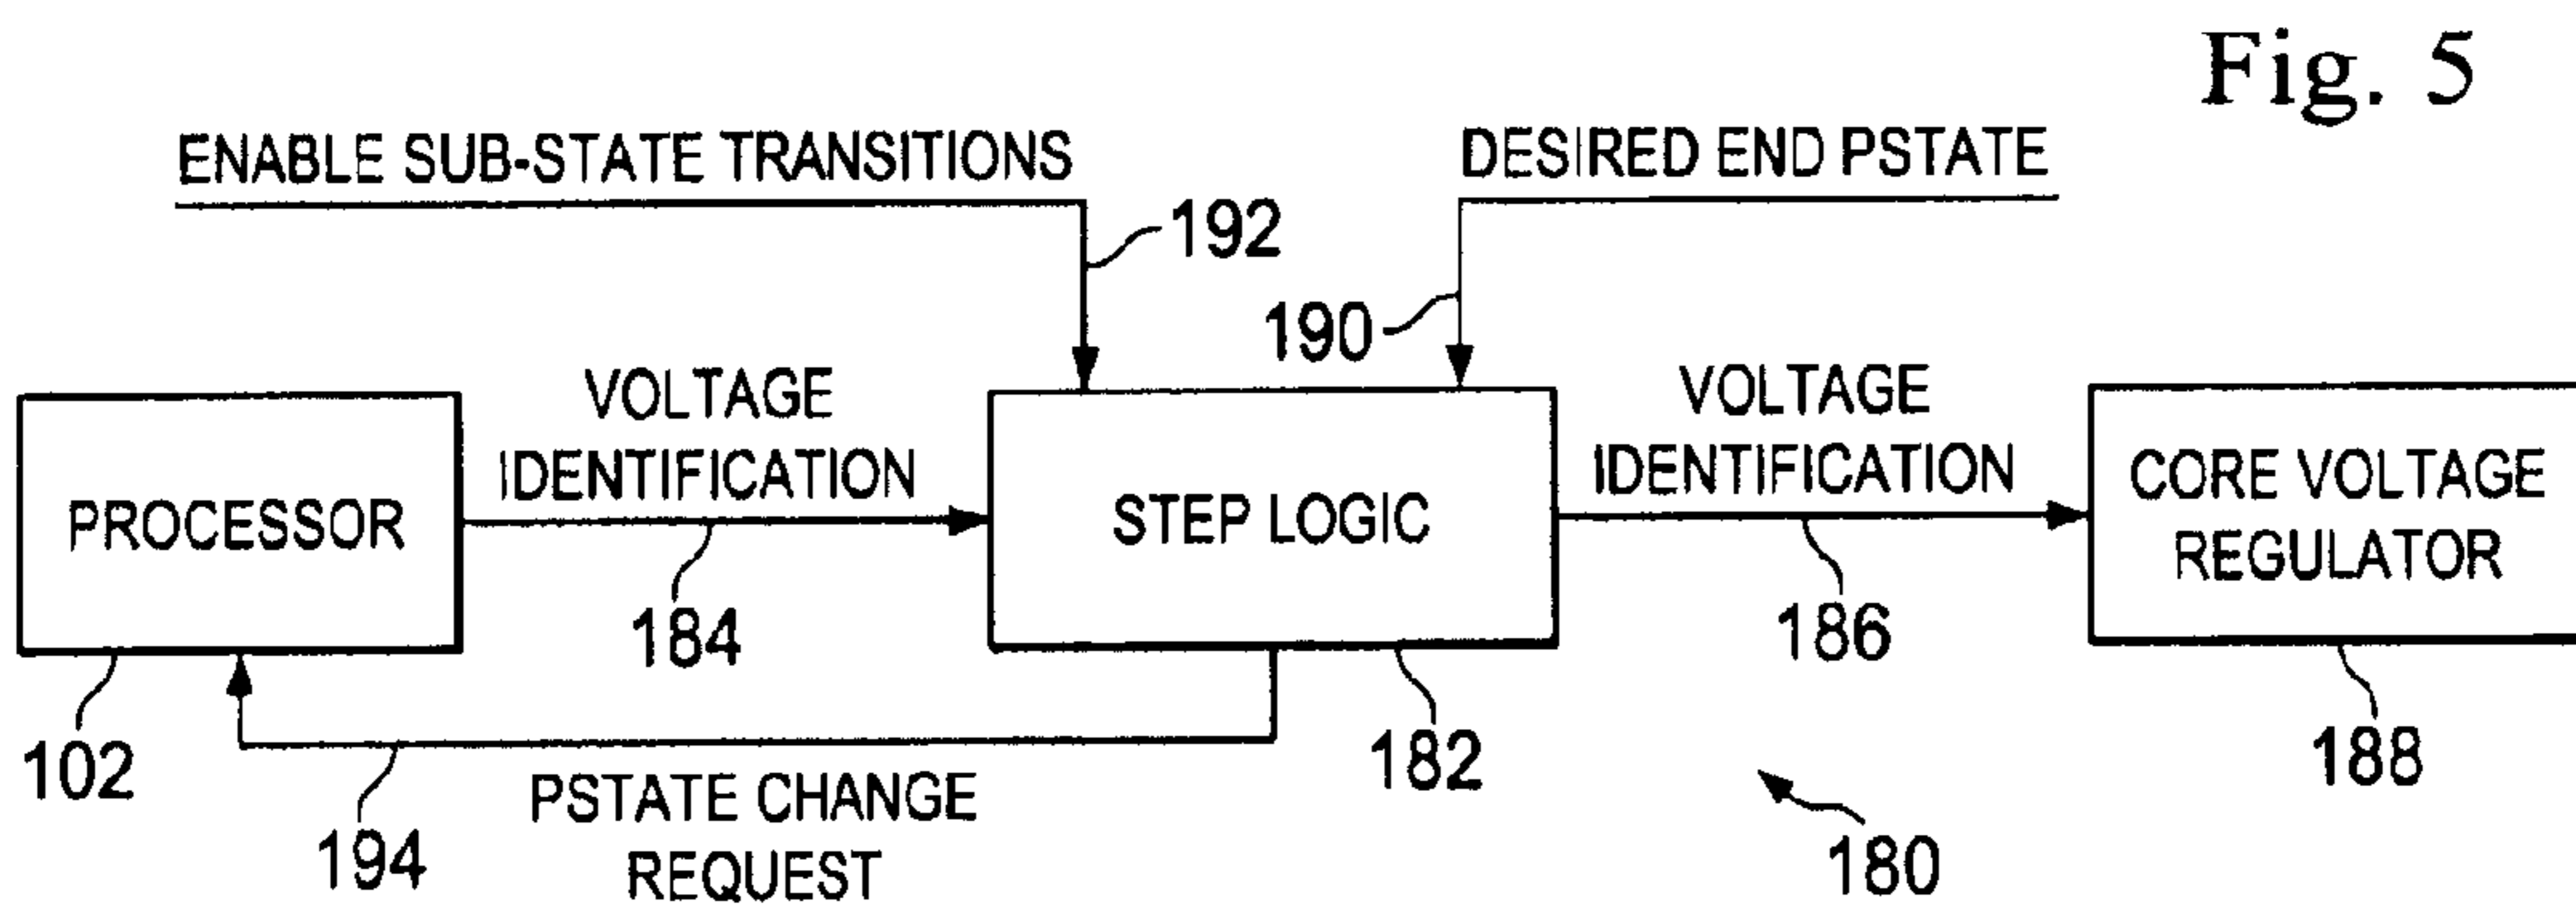 Fig. 5
ENABLE SUB-STATE TRANSITIONS
DESIRED END PSTATE
192
190
VOLTAGE
IDENTIFICATION
VOLTAGE
IDENTIFICATION
PROCESSOR
STEP LOGIC
CORE VOLTAGE
REGULATOR
184
186
102
182
188
194
PSTATE CHANGE
REQUEST
180